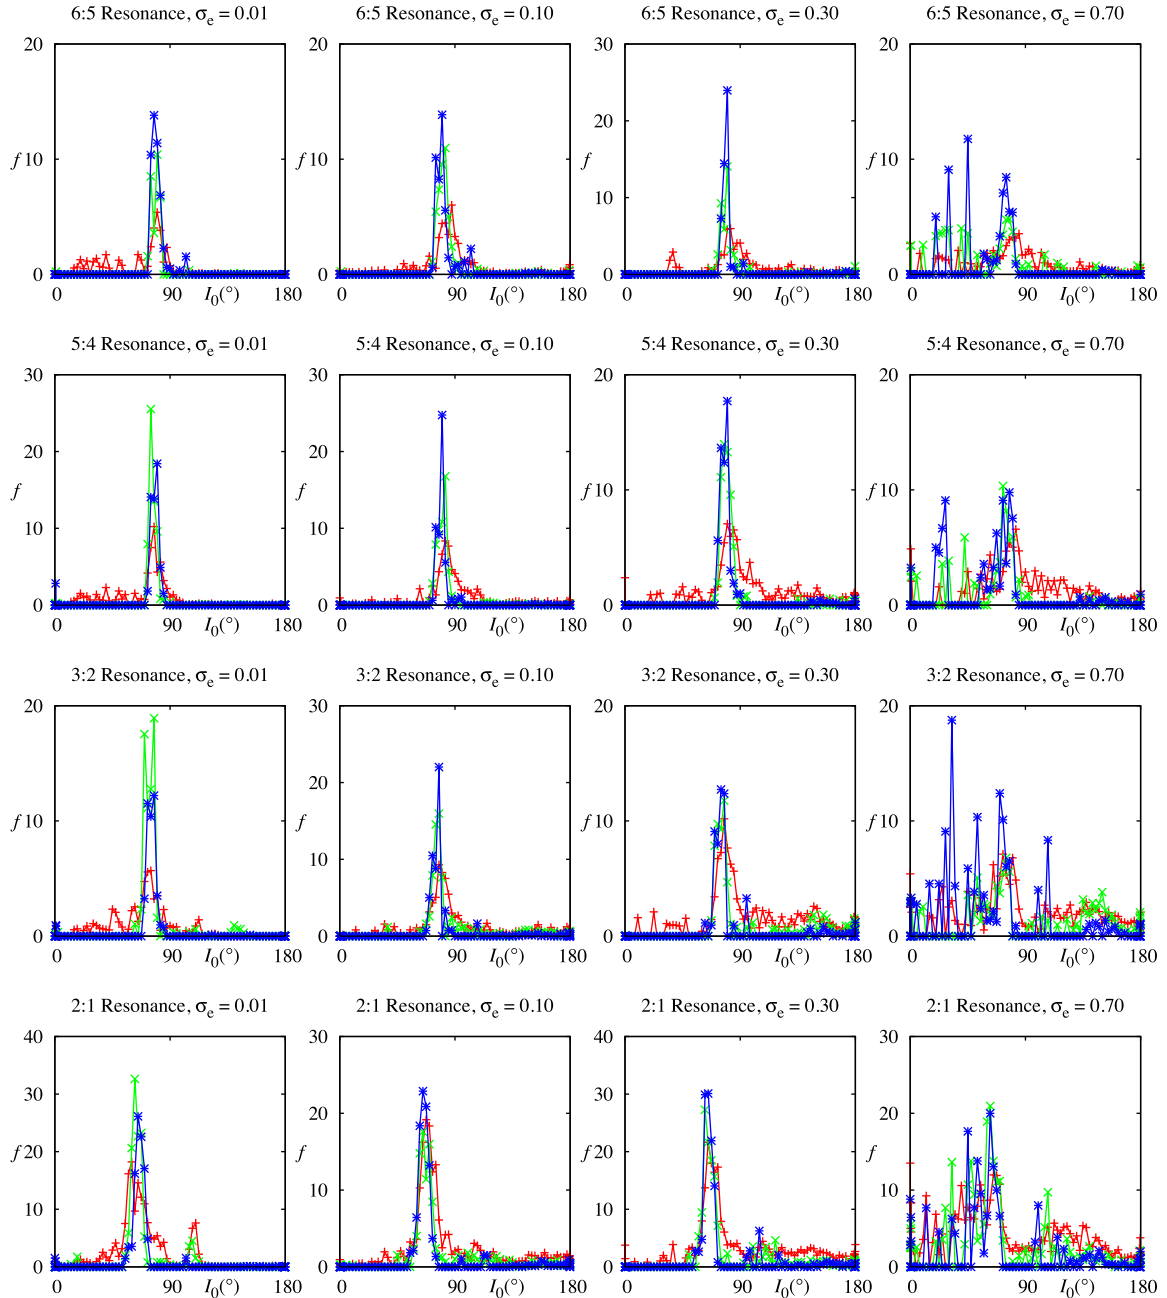 6:5 Resonance, σe = 0.01 6:5 Resonance, σe = 0.10 6:5 Resonance, σe = 0.30 6:5 Resonance, σe = 0.70
20 20 30 20
20
f 10 f 10 f f 10
10
0 0 0 0
0 90 I0(°) 180 0 90 I0(°) 180 0 90 I0(°) 180 0 90 I0(°) 180
5:4 Resonance, σe = 0.01 5:4 Resonance, σe = 0.10 5:4 Resonance, σe = 0.30 5:4 Resonance, σe = 0.70
30 30 20 20
20 20
f f f 10 f 10
10 10
0 0 0 0
0 90 I0(°) 180 0 90 I0(°) 180 0 90 I0(°) 180 0 90 I0(°) 180
3:2 Resonance, σe = 0.01 3:2 Resonance, σe = 0.10 3:2 Resonance, σe = 0.30 3:2 Resonance, σe = 0.70
20 30 20 20
20
f 10 f f 10 f 10
10
0 0 0 0
0 90 I0(°) 180 0 90 I0(°) 180 0 90 I0(°) 180 0 90 I0(°) 180
2:1 Resonance, σe = 0.01 2:1 Resonance, σe = 0.10 2:1 Resonance, σe = 0.30 2:1 Resonance, σe = 0.70
40 30 40 30
30 30
20 20
f 20 f f 20 f
10 10
10 10
0 0 0 0
0 90 I0(°) 180 0 90 I0(°) 180 0 90 I0(°) 180 0 90 I0(°) 180